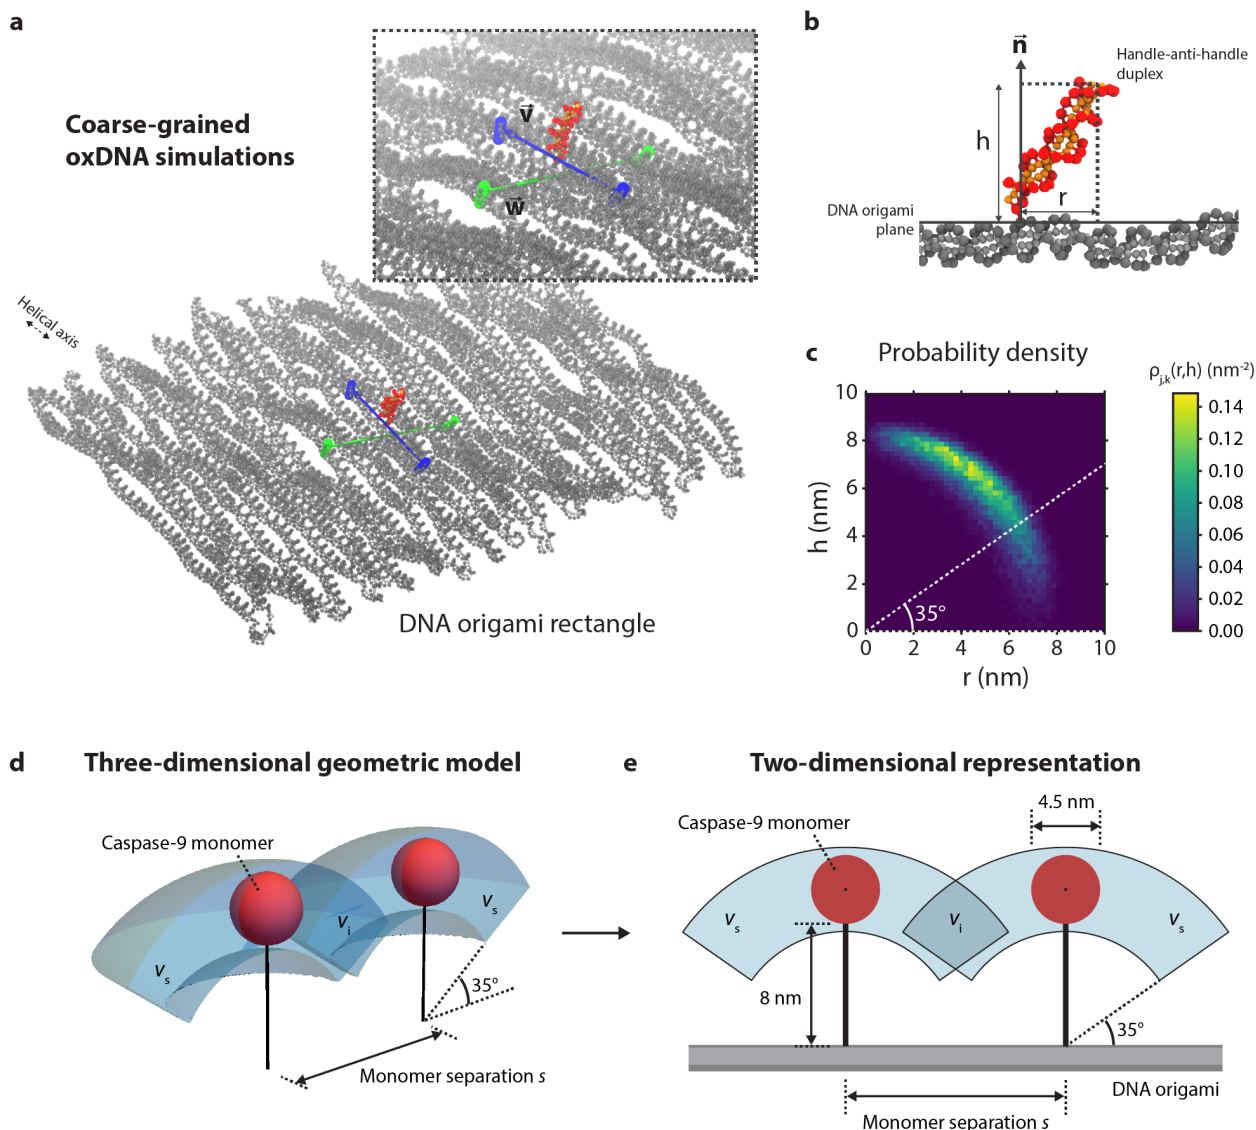 a
Coarse-grained
oxDNA simulations
v
w
Helical axis
DNA origami rectangle
b
n
Handle-anti-handle
duplex
h
r
DNA origami
plane
c
Probability density
ρj,k(r,h) (nm⁻²)
10
8
6
4
2
0
h (nm)
35°
0 2 4 6 8 10
r (nm)
0.14
0.12
0.10
0.08
0.06
0.04
0.02
0.00
d
Three-dimensional geometric model
Caspase-9 monomer
Vs
Vi
Vs
35°
Monomer separation s
e
Two-dimensional representation
4.5 nm
Caspase-9 monomer
Vs
Vi
Vs
8 nm
35°
DNA origami
Monomer separation s